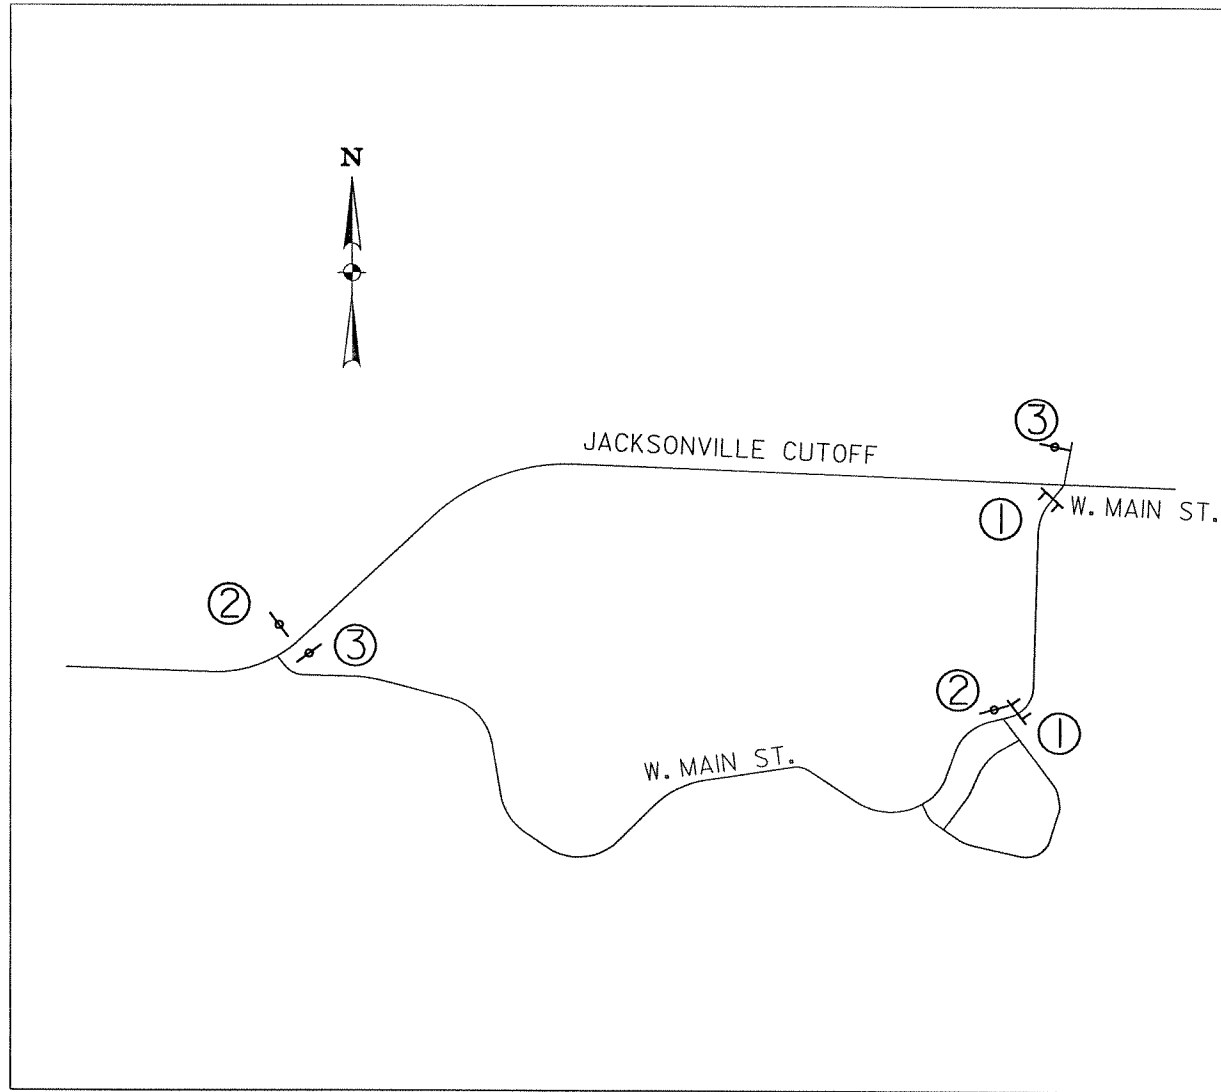 N
③
JACKSONVILLE CUTOFF
① W. MAIN ST.
②
③
②
①
W. MAIN ST.